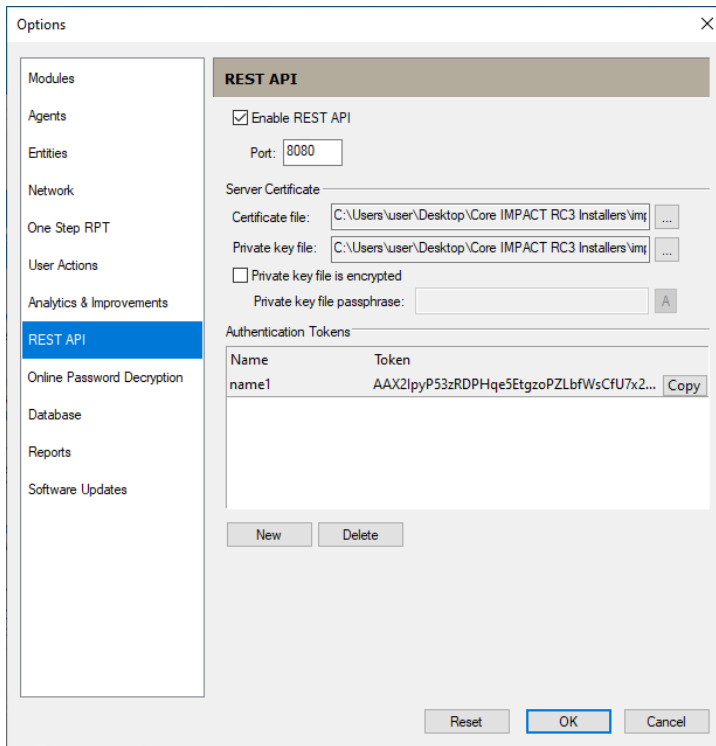 Options
Modules
Agents
Entities
Network
One Step RPT
User Actions
Analytics & Improvements
REST API
Online Password Decryption
Database
Reports
Software Updates
REST API
Enable REST API
Port: 8080
Server Certificate
Certificate file: C:\Users\user\Desktop\Core IMPACT RC3 Installers\imp ...
Private key file: C:\Users\user\Desktop\Core IMPACT RC3 Installers\imp ...
Private key file is encrypted
Private key file passphrase: A
Authentication Tokens
Name Token
name1 AAX2IpyP53zRDPHqe5EtgzoPZLbfWsCfU7x2... Copy
New Delete
Reset OK Cancel